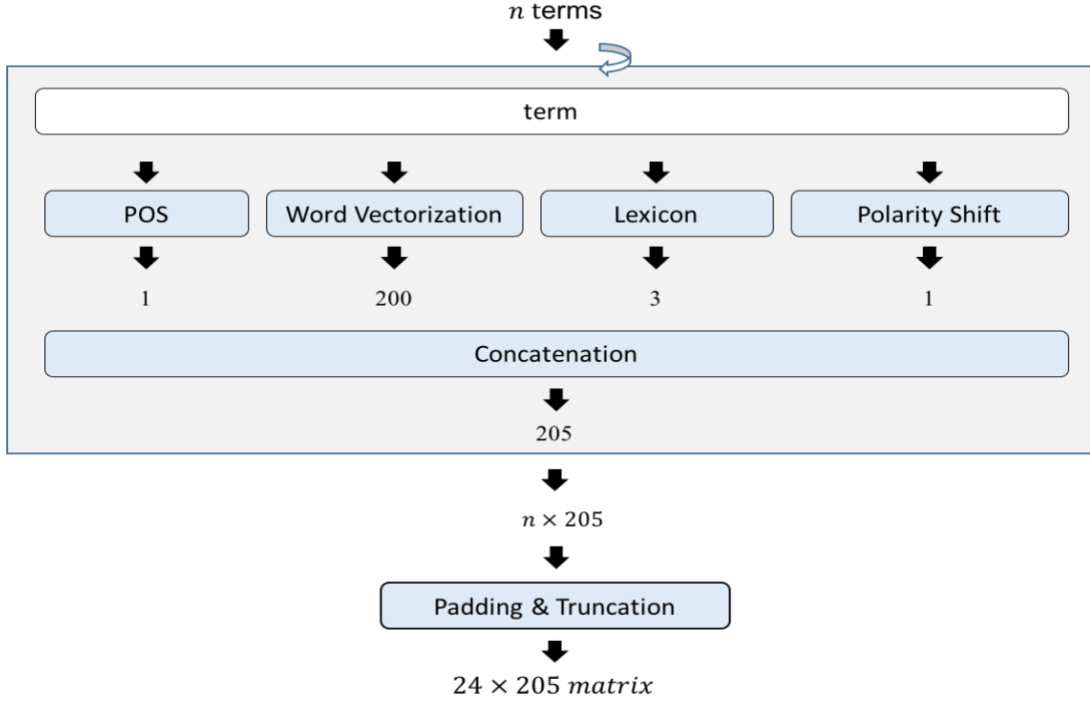 n terms
term
POS Word Vectorization Lexicon Polarity Shift
1 200 3 1
Concatenation
205
n × 205
Padding & Truncation
24 × 205 matrix